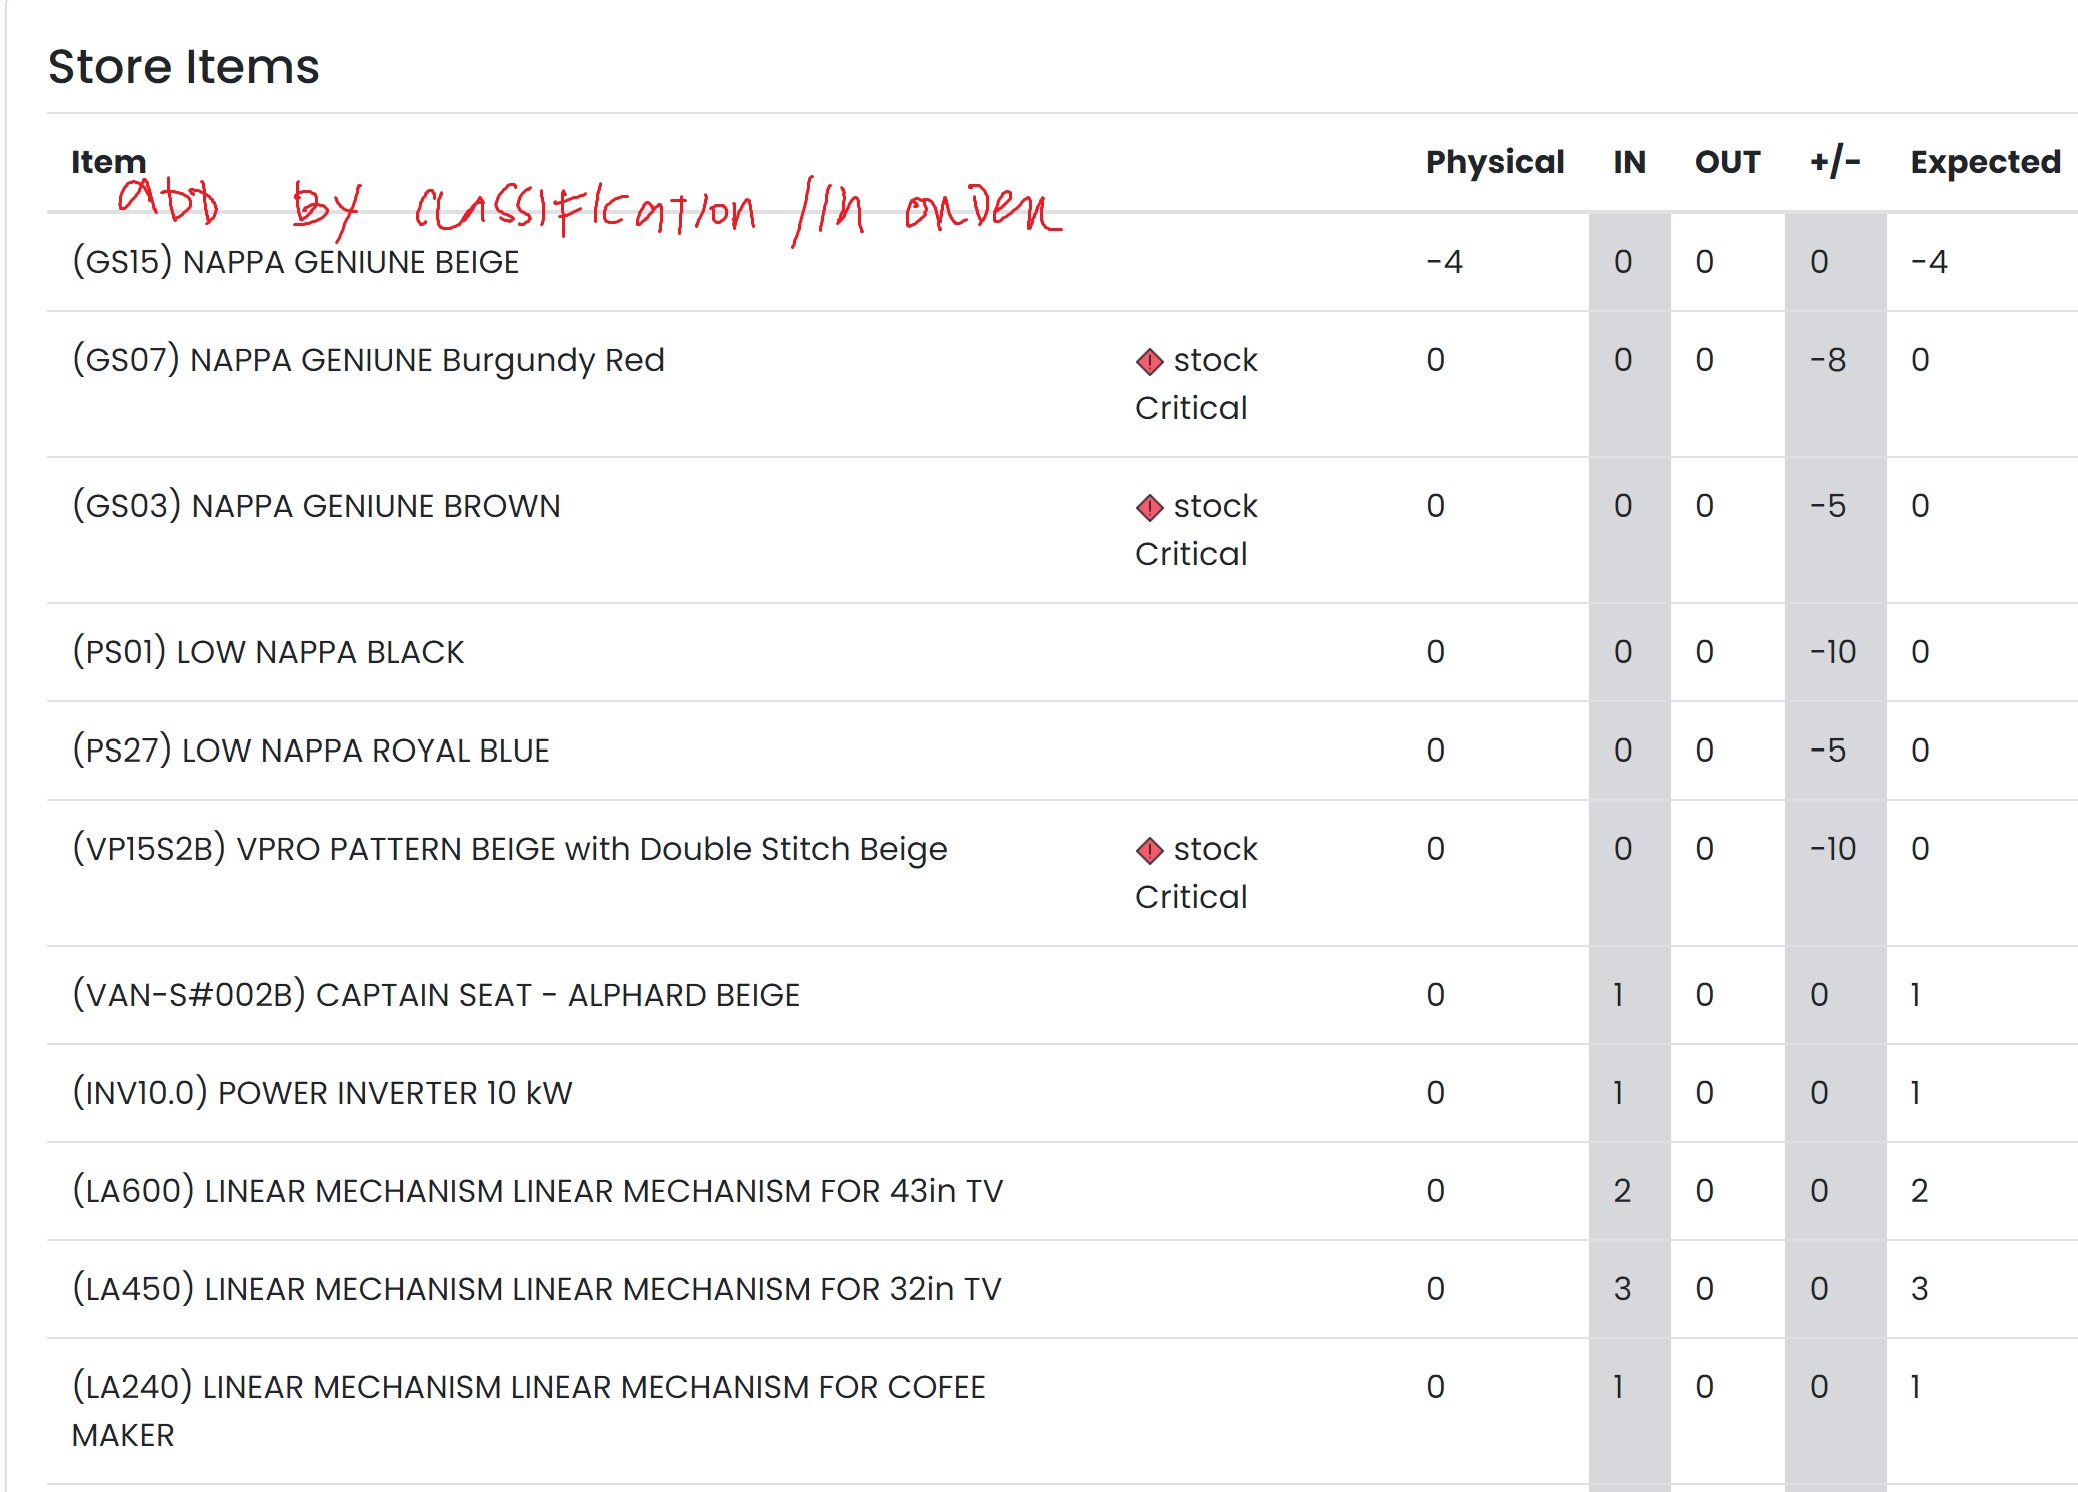 Store Items
Item Physical IN OUT +/- Expected
ADD By classification /In order
(GS15) NAPPA GENIUNE BEIGE -4 0 0 0 -4
(GS07) NAPPA GENIUNE Burgundy Red stock 0 0 0 -8 0
Critical
(GS03) NAPPA GENIUNE BROWN stock 0 0 0 -5 0
Critical
(PS01) LOW NAPPA BLACK 0 0 0 -10 0
(PS27) LOW NAPPA ROYAL BLUE 0 0 0 -5 0
(VP15S2B) VPRO PATTERN BEIGE with Double Stitch Beige stock 0 0 0 -10 0
Critical
(VAN-S#002B) CAPTAIN SEAT - ALPHARD BEIGE 0 1 0 0 1
(INV10.0) POWER INVERTER 10 kW 0 1 0 0 1
(LA600) LINEAR MECHANISM LINEAR MECHANISM FOR 43in TV 0 2 0 0 2
(LA450) LINEAR MECHANISM LINEAR MECHANISM FOR 32in TV 0 3 0 0 3
(LA240) LINEAR MECHANISM LINEAR MECHANISM FOR COFEE 0 1 0 0 1
MAKER